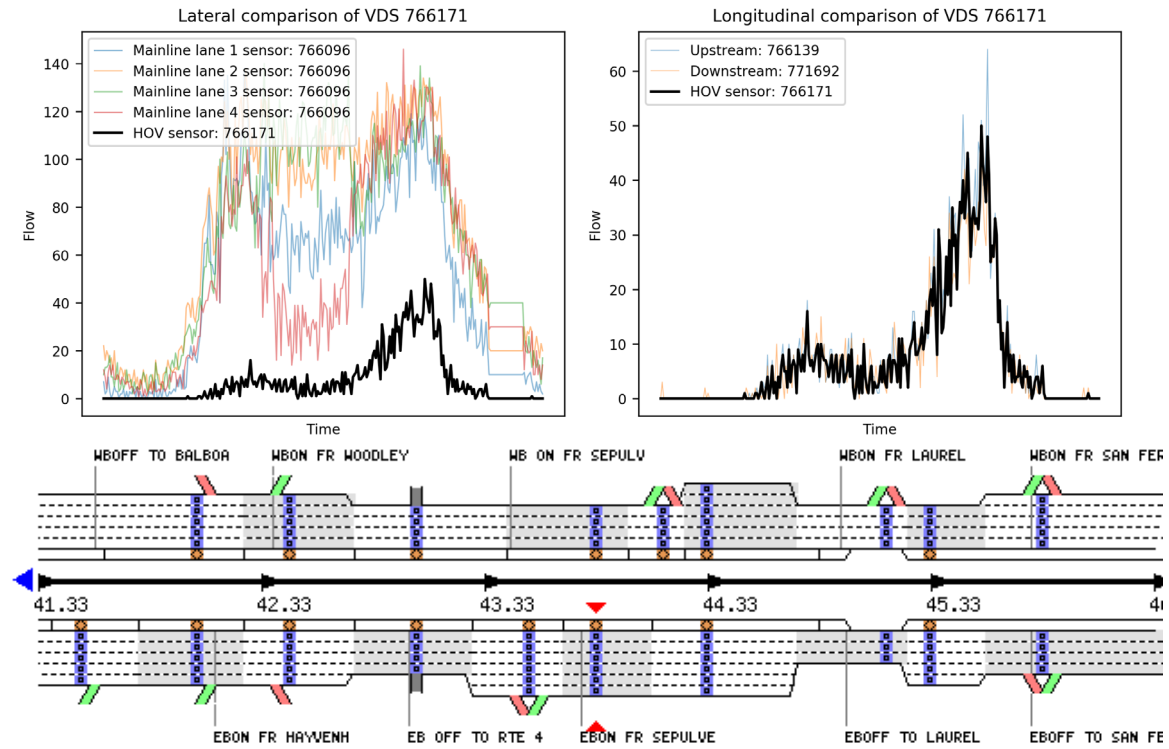 Lateral comparison of VDS 766171
Mainline lane 1 sensor: 766096
Mainline lane 2 sensor: 766096
Mainline lane 3 sensor: 766096
Mainline lane 4 sensor: 766096
HOV sensor: 766171
140
120
100
80
60
40
20
0
Flow
Time
Longitudinal comparison of VDS 766171
Upstream: 766139
Downstream: 771692
HOV sensor: 766171
60
50
40
30
20
10
0
Flow
Time
WBOFF TO BALBOA
WBON FR WOODLEY
WB ON FR SEPULV
WBON FR LAUREL
WBON FR SAN FER
41.33
42.33
43.33
44.33
45.33
EBON FR HAYVENH
EB OFF TO RTE 4
EBON FR SEPULVE
EBOFF TO LAUREL
EBOFF TO SAN FE